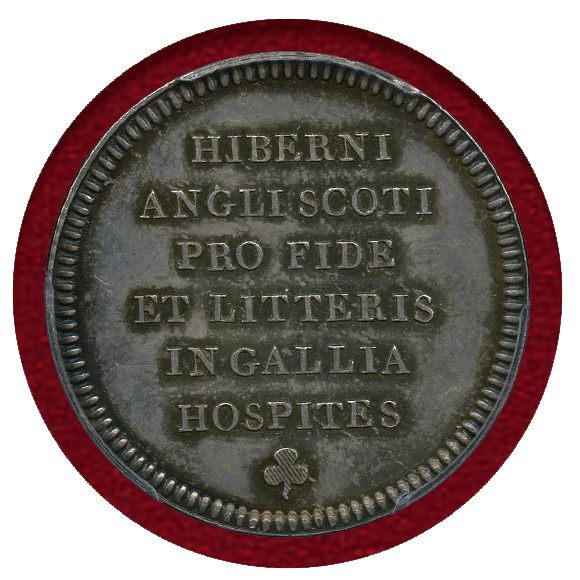 HIBERNI
ANGLI SCOTI
PRO FIDE
ET LITTERIS
IN GALLIA
HOSPITES